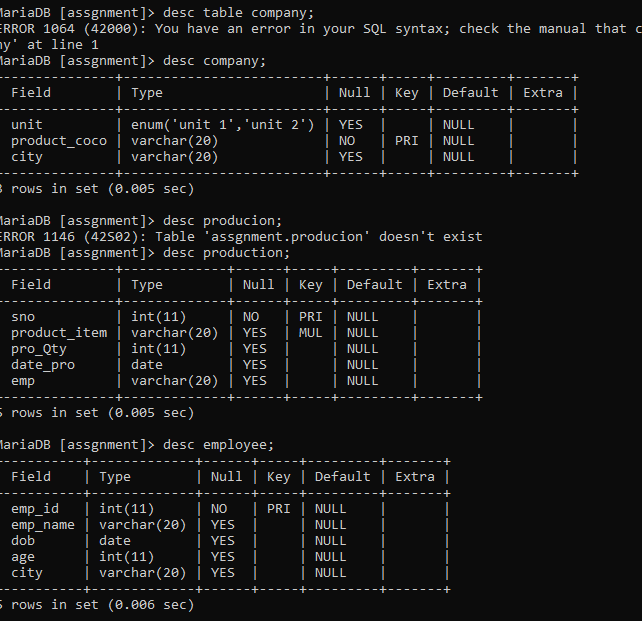 MariaDB [assgnment]> desc table company;
ERROR 1064 (42000): You have an error in your SQL syntax; check the manual that c
ny' at line 1
MariaDB [assgnment]> desc company;
--------------+-------------------------+------+-----+---------+-------+
 Field        | Type                    | Null | Key | Default | Extra |
--------------+-------------------------+------+-----+---------+-------+
 unit         | enum('unit 1','unit 2') | YES  |     | NULL    |       |
 product_coco | varchar(20)             | NO   | PRI | NULL    |       |
 city         | varchar(20)             | YES  |     | NULL    |       |
--------------+-------------------------+------+-----+---------+-------+
3 rows in set (0.005 sec)
MariaDB [assgnment]> desc producion;
ERROR 1146 (42S02): Table 'assgnment.producion' doesn't exist
MariaDB [assgnment]> desc production;
--------------+-------------+------+-----+---------+-------+
 Field        | Type        | Null | Key | Default | Extra |
--------------+-------------+------+-----+---------+-------+
 sno          | int(11)     | NO   | PRI | NULL    |       |
 product_item | varchar(20) | YES  | MUL | NULL    |       |
 pro_Qty      | int(11)     | YES  |     | NULL    |       |
 date_pro     | date        | YES  |     | NULL    |       |
 emp          | varchar(20) | YES  |     | NULL    |       |
--------------+-------------+------+-----+---------+-------+
5 rows in set (0.005 sec)
MariaDB [assgnment]> desc employee;
----------+-------------+------+-----+---------+-------+
 Field    | Type        | Null | Key | Default | Extra |
----------+-------------+------+-----+---------+-------+
 emp_id   | int(11)     | NO   | PRI | NULL    |       |
 emp_name | varchar(20) | YES  |     | NULL    |       |
 dob      | date        | YES  |     | NULL    |       |
 age      | int(11)     | YES  |     | NULL    |       |
 city     | varchar(20) | YES  |     | NULL    |       |
----------+-------------+------+-----+---------+-------+
5 rows in set (0.006 sec)